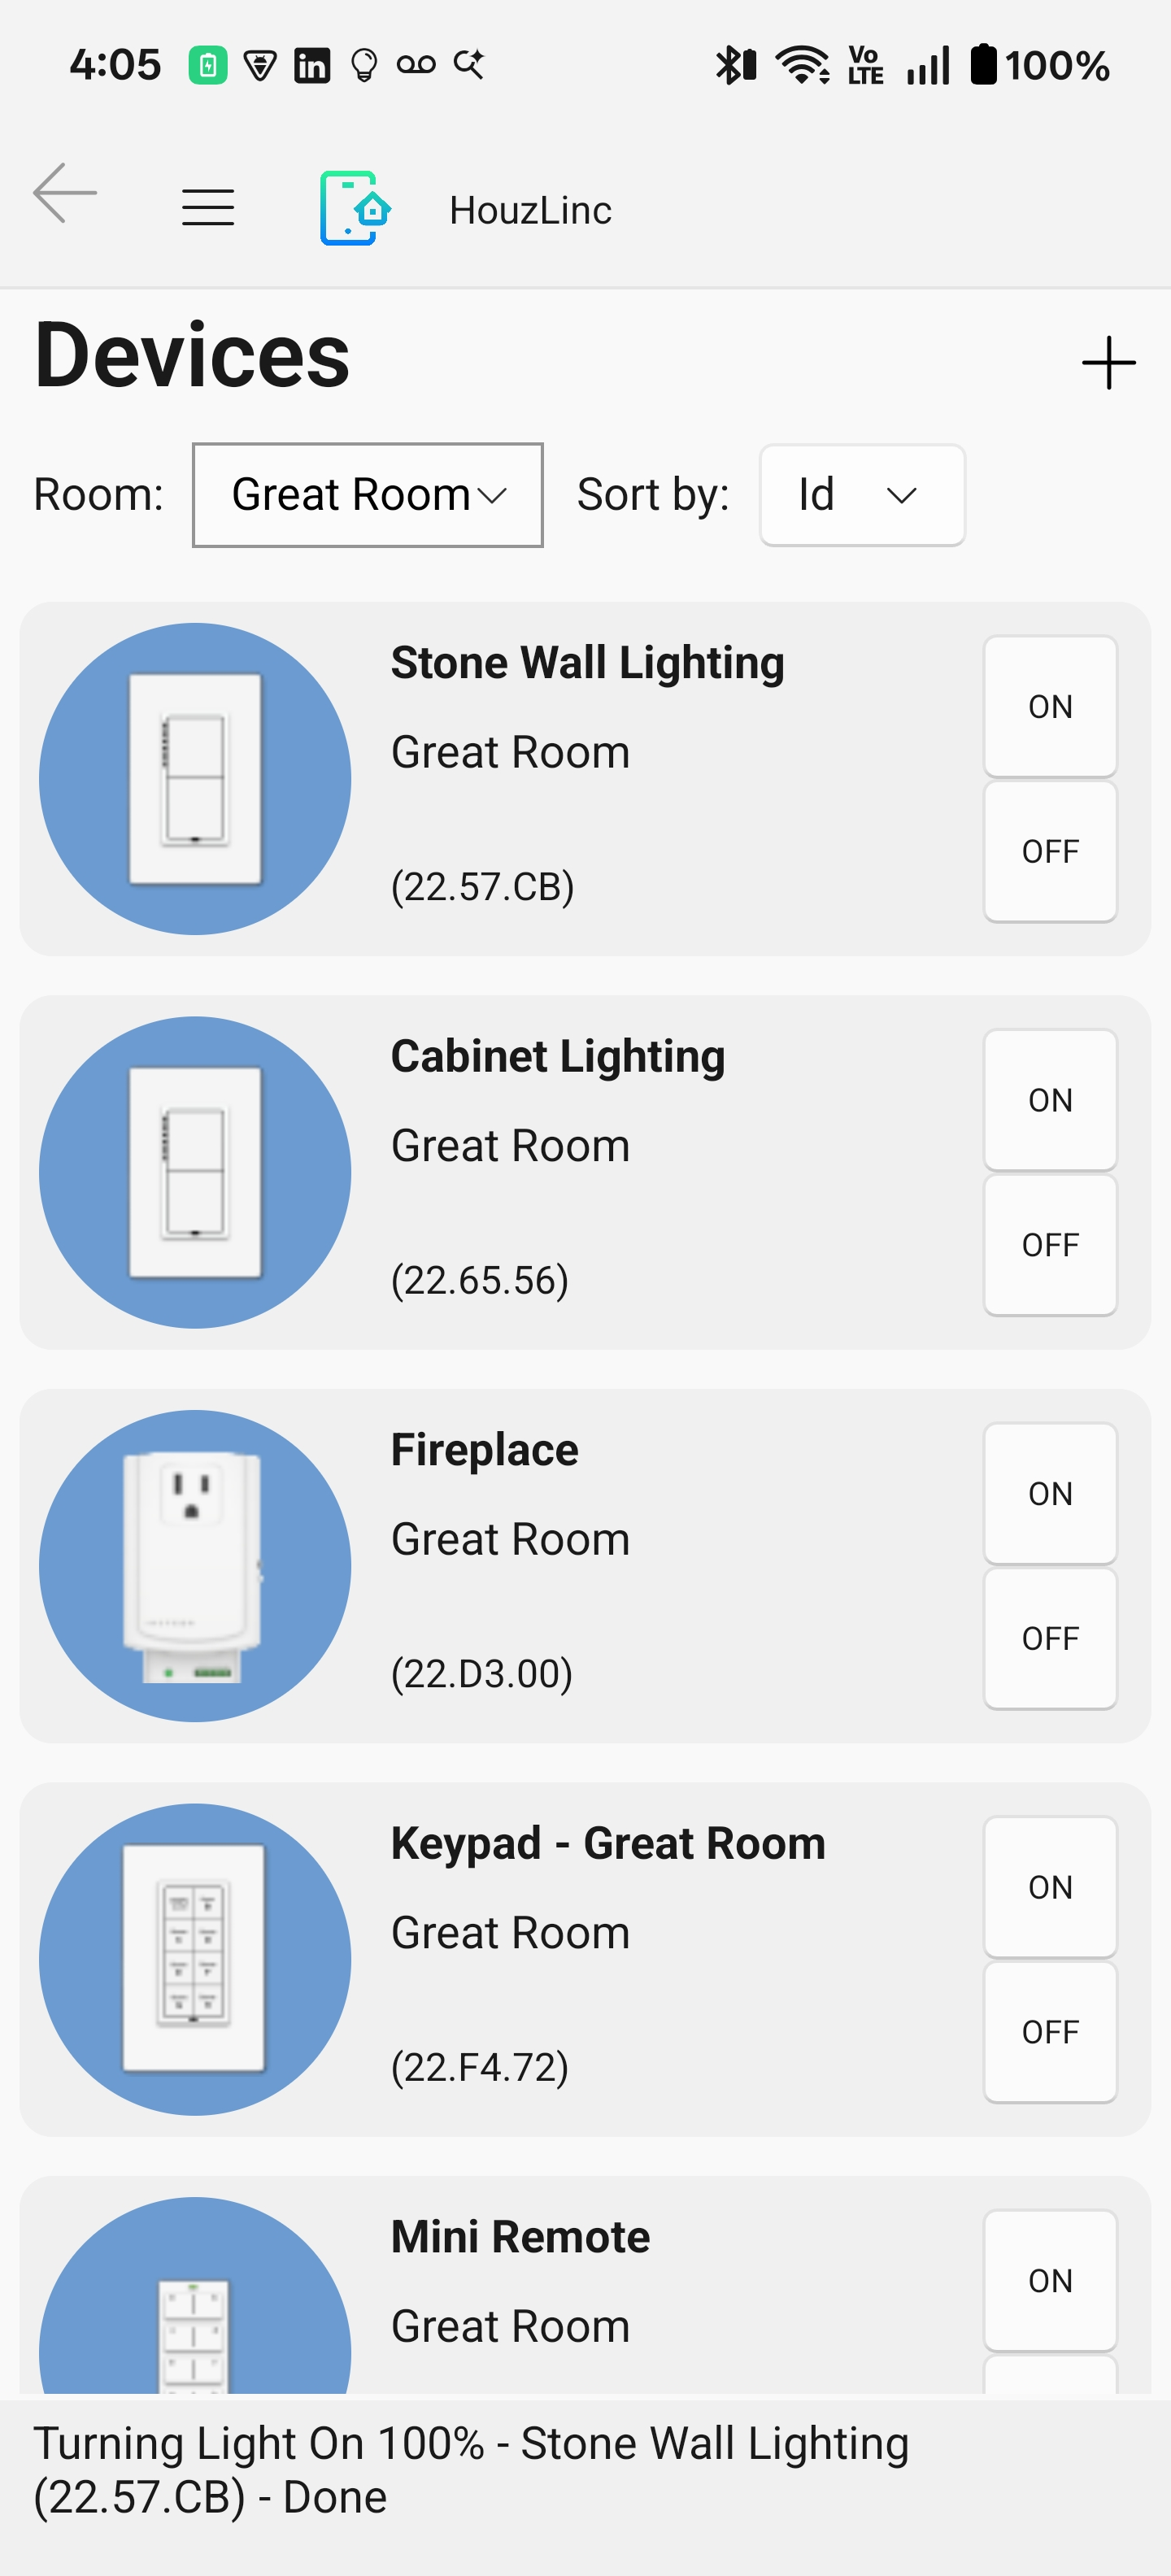 4:05
Vo
LTE
100%
HouzLinc
Devices
Room: Great Room Sort by: Id
Stone Wall Lighting
Great Room
(22.57.CB)
ON
OFF
Cabinet Lighting
Great Room
(22.65.56)
ON
OFF
Fireplace
Great Room
(22.D3.00)
ON
OFF
Keypad - Great Room
Great Room
(22.F4.72)
ON
OFF
Mini Remote
Great Room
ON
Turning Light On 100% - Stone Wall Lighting
(22.57.CB) - Done